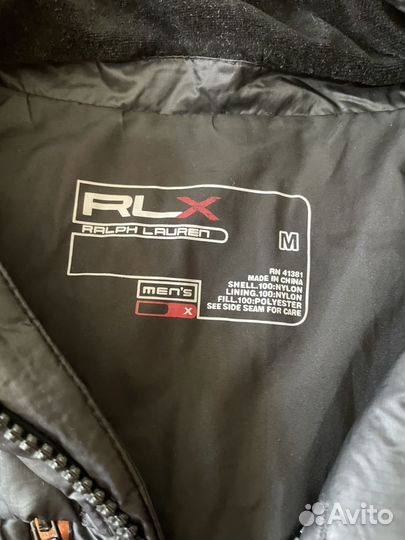 RLX
RALPH LAUREN
M
RN 41381
MADE IN CHINA
SHELL.100:NYLON
LINING.100:NYLON
FILL.100:POLYESTER
SEE SIDE SEAM FOR CARE
men's
X
Avito